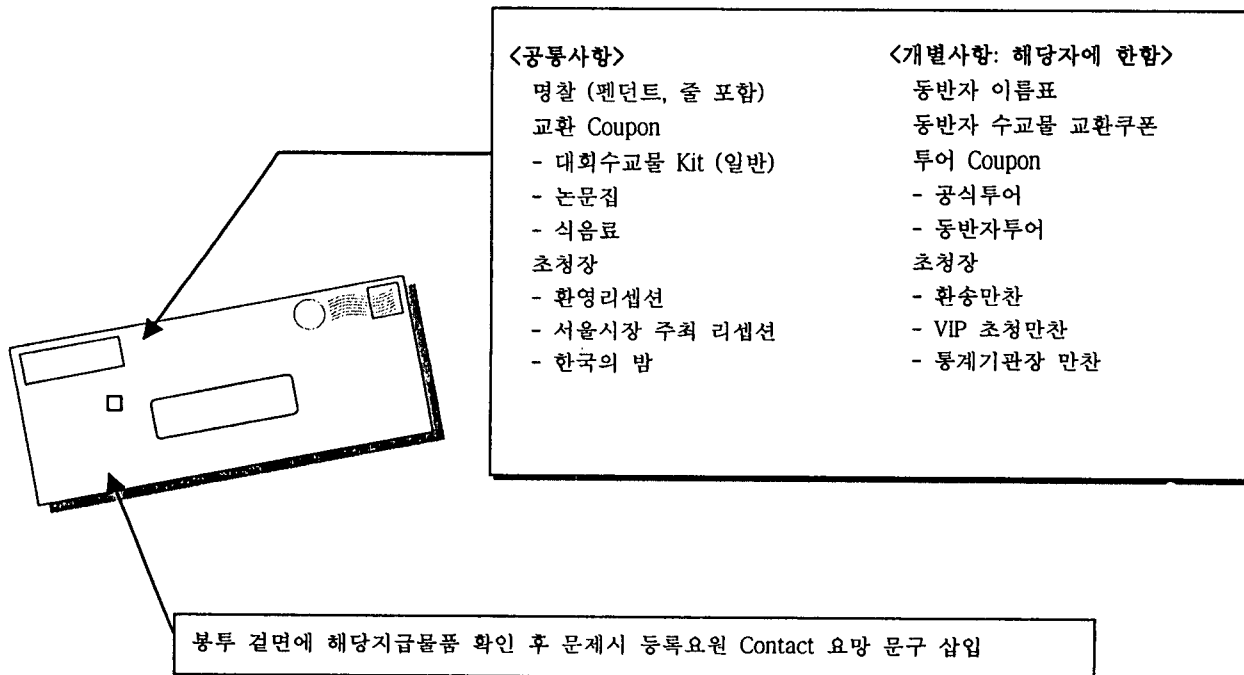 <공통사항>
명찰 (펜던트, 줄 포함)
교환 Coupon
- 대회수교물 Kit (일반)
- 논문집
- 식음료
초청장
- 환영리셉션
- 서울시장 주최 리셉션
- 한국의 밤
<개별사항: 해당자에 한함>
동반자 이름표
동반자 수교물 교환쿠폰
투어 Coupon
- 공식투어
- 동반자투어
초청장
- 환송만찬
- VIP 초청만찬
- 통계기관장 만찬
봉투 겉면에 해당지급물품 확인 후 문제시 등록요원 Contact 요망 문구 삽입